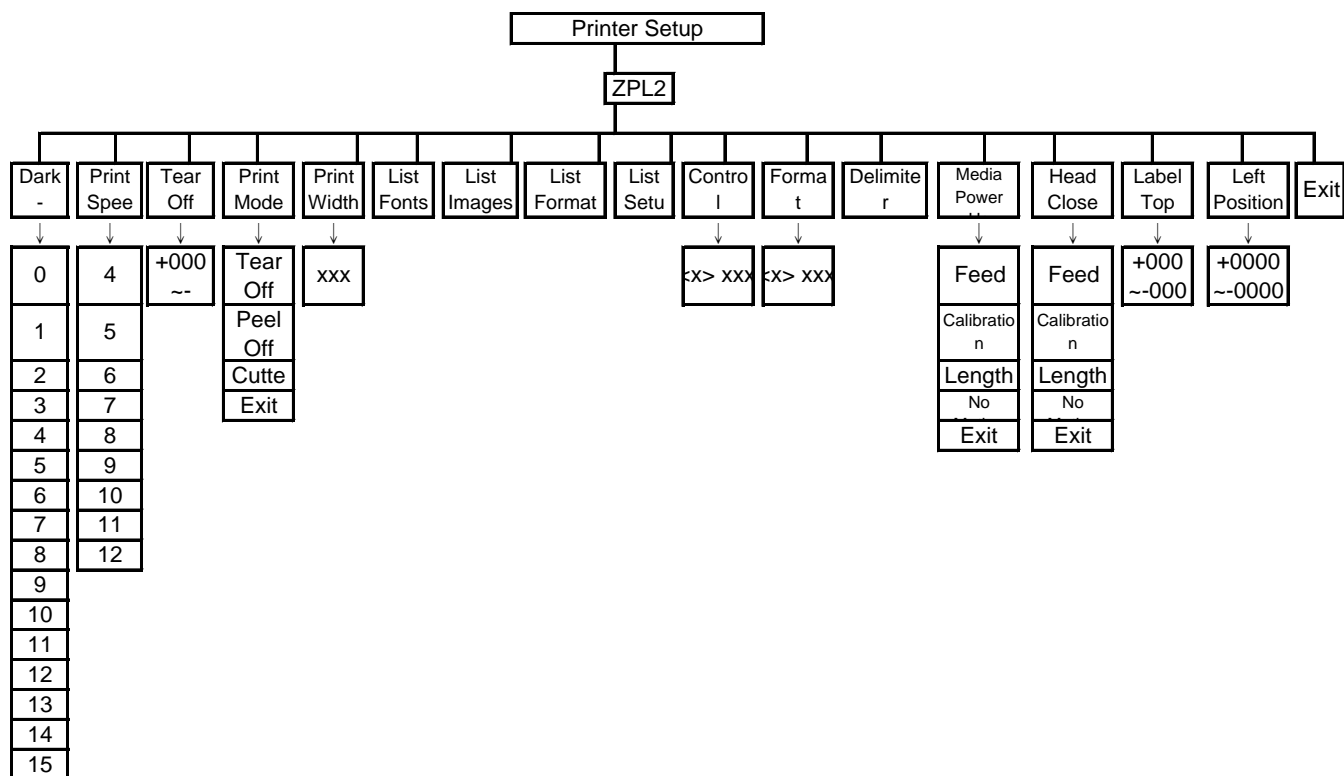 Printer Setup
ZPL2
Dark
-
Print
Spee
Tear
Off
Print
Mode
Print
Width
List
Fonts
List
Images
List
Format
List
Setu
Contro
l
Forma
t
Delimite
r
Media
Power
Head
Close
Label
Top
Left
Position
Exit
0
1
2
3
4
5
6
7
8
9
10
11
12
13
14
15
4
5
6
7
8
9
10
11
12
+000
~-
Tear
Off
Peel
Off
Cutte
Exit
xxx
<x> xxx
<x> xxx
Feed
Calibratio
n
Length
No
Exit
Feed
Calibratio
n
Length
No
Exit
+000
~-000
+0000
~-0000